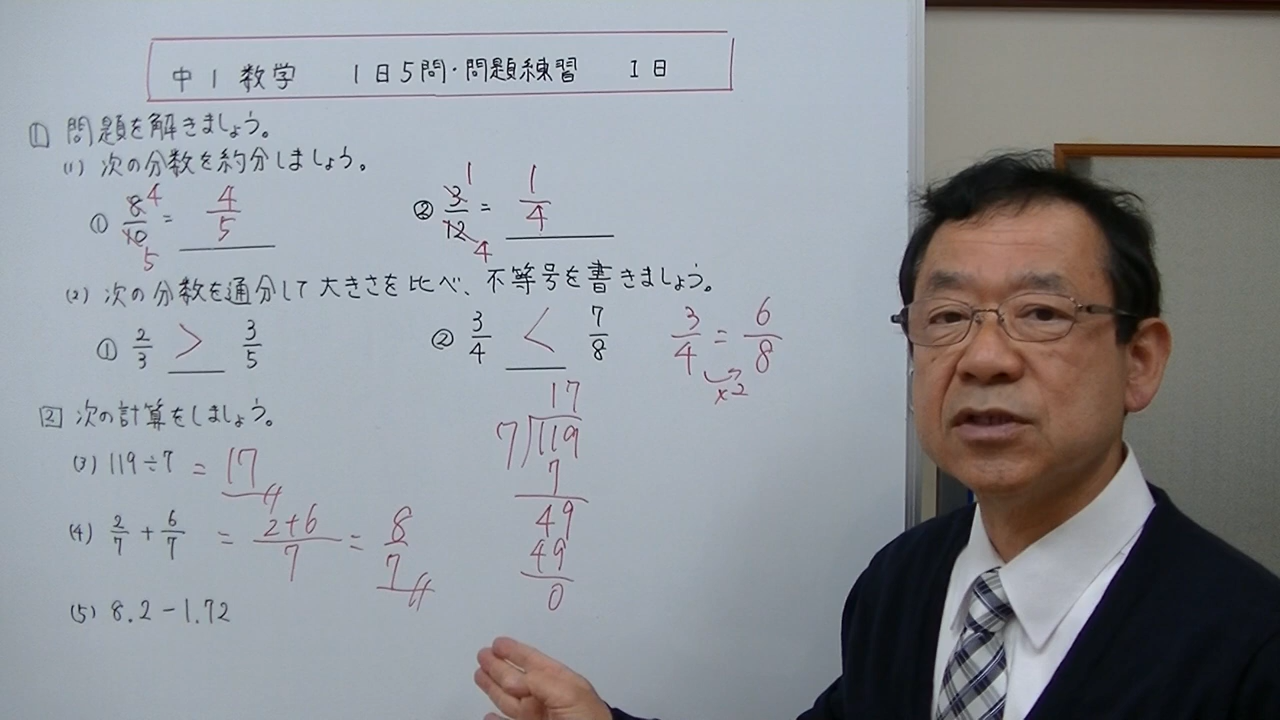 中1数学 1日5問・問題練習 1日
1 問題を解きましょう。
(1) 次の分数を約分しましょう。
① 8/10 = 4/5 ② 3/12 = 1/4
4 5 1 4
(2) 次の分数を通分して大きさを比べ、不等号を書きましょう。
① 2/3 > 3/5 ② 3/4 < 7/8 3/4 = 6/8
×2
2 次の計算をしましょう。
(3) 119÷7 = 17
17
7)119
7
49
49
0
(4) 2/7 + 6/7 = 2+6/7 = 8/7
(5) 8.2-1.72